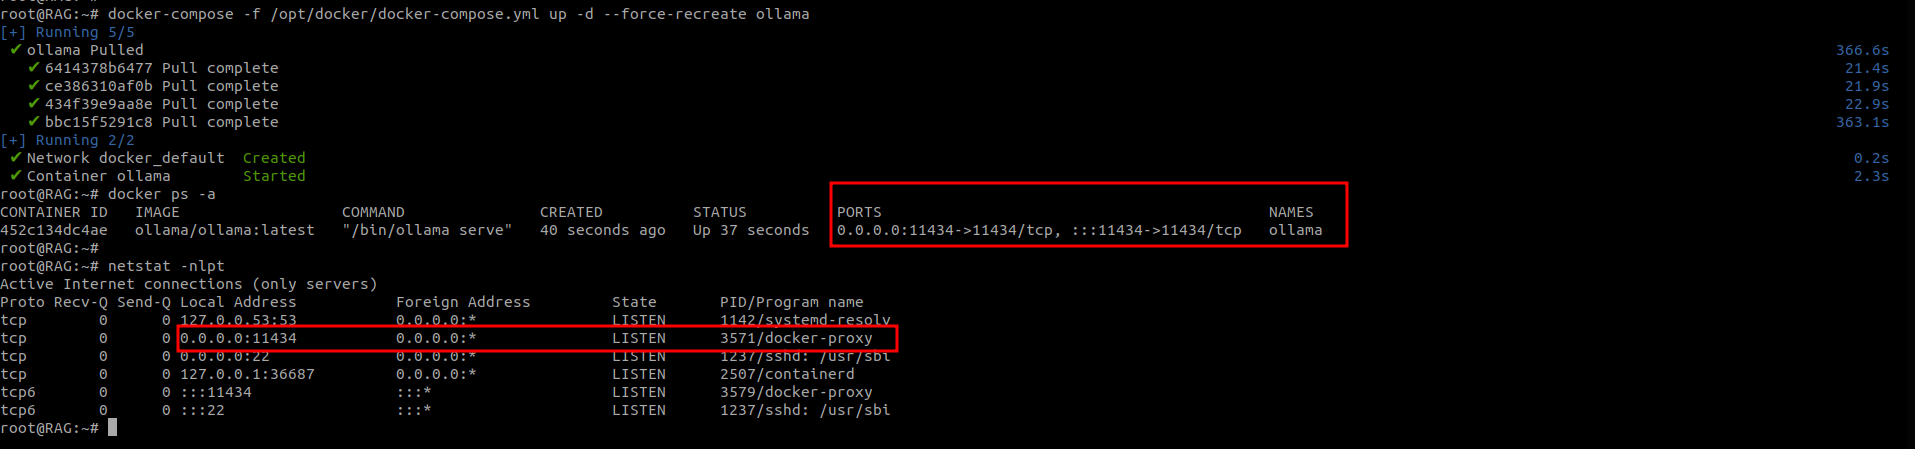 root@RAG:~# docker-compose -f /opt/docker/docker-compose.yml up -d --force-recreate ollama
[+] Running 5/5
✔ ollama Pulled 366.6s
✔ 6414378b6477 Pull complete 21.4s
✔ ce386310af0b Pull complete 21.9s
✔ 434f39e9aa8e Pull complete 22.9s
✔ bbc15f5291c8 Pull complete 363.1s
[+] Running 2/2
✔ Network docker_default Created 0.2s
✔ Container ollama Started 2.3s
root@RAG:~# docker ps -a
CONTAINER ID IMAGE COMMAND CREATED STATUS PORTS NAMES
452c134dc4ae ollama/ollama:latest "/bin/ollama serve" 40 seconds ago Up 37 seconds 0.0.0.0:11434->11434/tcp, :::11434->11434/tcp ollama
root@RAG:~#
root@RAG:~# netstat -nlpt
Active Internet connections (only servers)
Proto Recv-Q Send-Q Local Address Foreign Address State PID/Program name
tcp 0 0 127.0.0.53:53 0.0.0.0:* LISTEN 1142/systemd-resolv
tcp 0 0 0.0.0.0:11434 0.0.0.0:* LISTEN 3571/docker-proxy
tcp 0 0 0.0.0.0:22 0.0.0.0:* LISTEN 1237/sshd: /usr/sbi
tcp 0 0 127.0.0.1:36687 0.0.0.0:* LISTEN 2507/containerd
tcp6 0 0 :::11434 :::* LISTEN 3579/docker-proxy
tcp6 0 0 :::22 :::* LISTEN 1237/sshd: /usr/sbi
root@RAG:~#